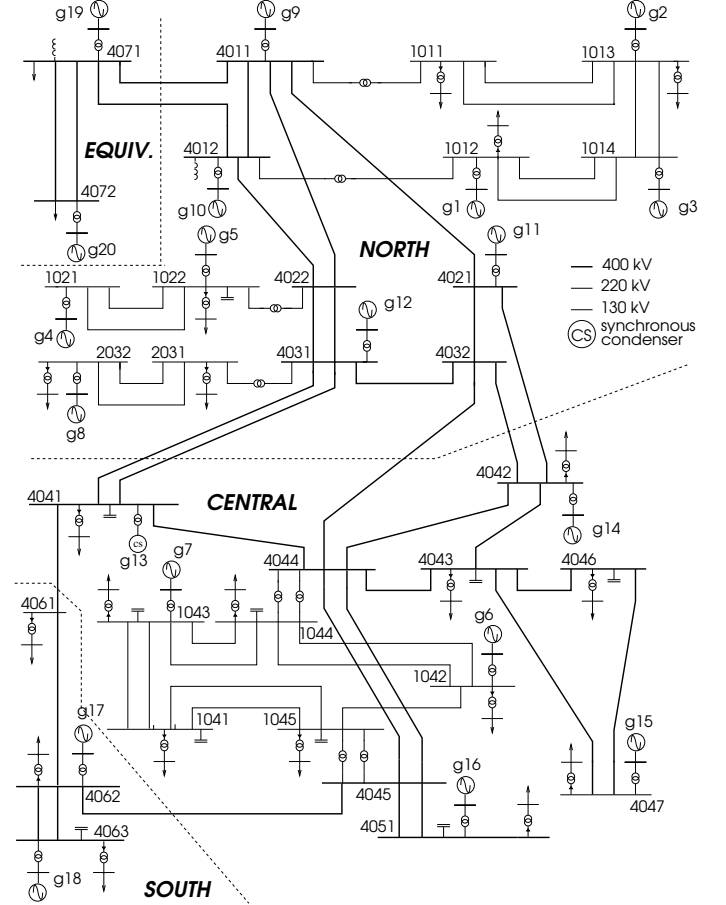 g19
g9
g2
4071
4011
1011
1013
EQUIV.
4012
1012
1014
4072
g10
g1
g3
g20
g5
NORTH
g11
1021
1022
4022
4021
400 kV
220 kV
130 kV
CS synchronous
condenser
g12
g4
2032
2031
4031
4032
g8
4042
4041
CENTRAL
g14
cs
g13
g7
4044
4043
4046
4061
1043
1044
g6
1042
g17
1041
1045
g15
g16
4062
4045
4047
4063
4051
g18
SOUTH